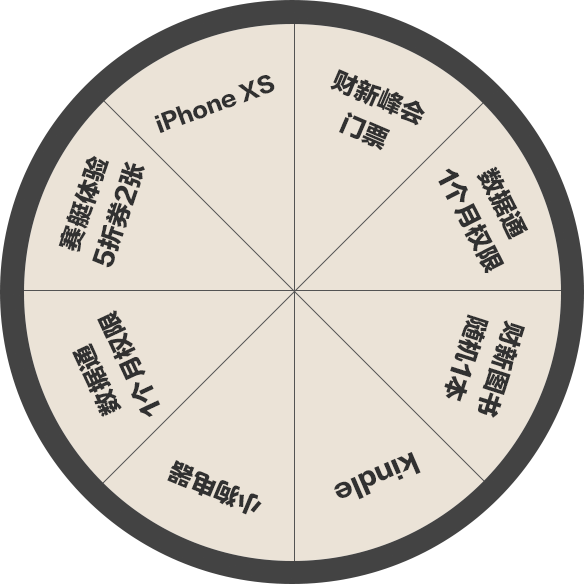 iPhone XS
财新峰会
门票
数据通
1个月权限
财新图书
随机1本
kindle
小狗电器
数据通
1个月权限
赛艇体验
5折券2张